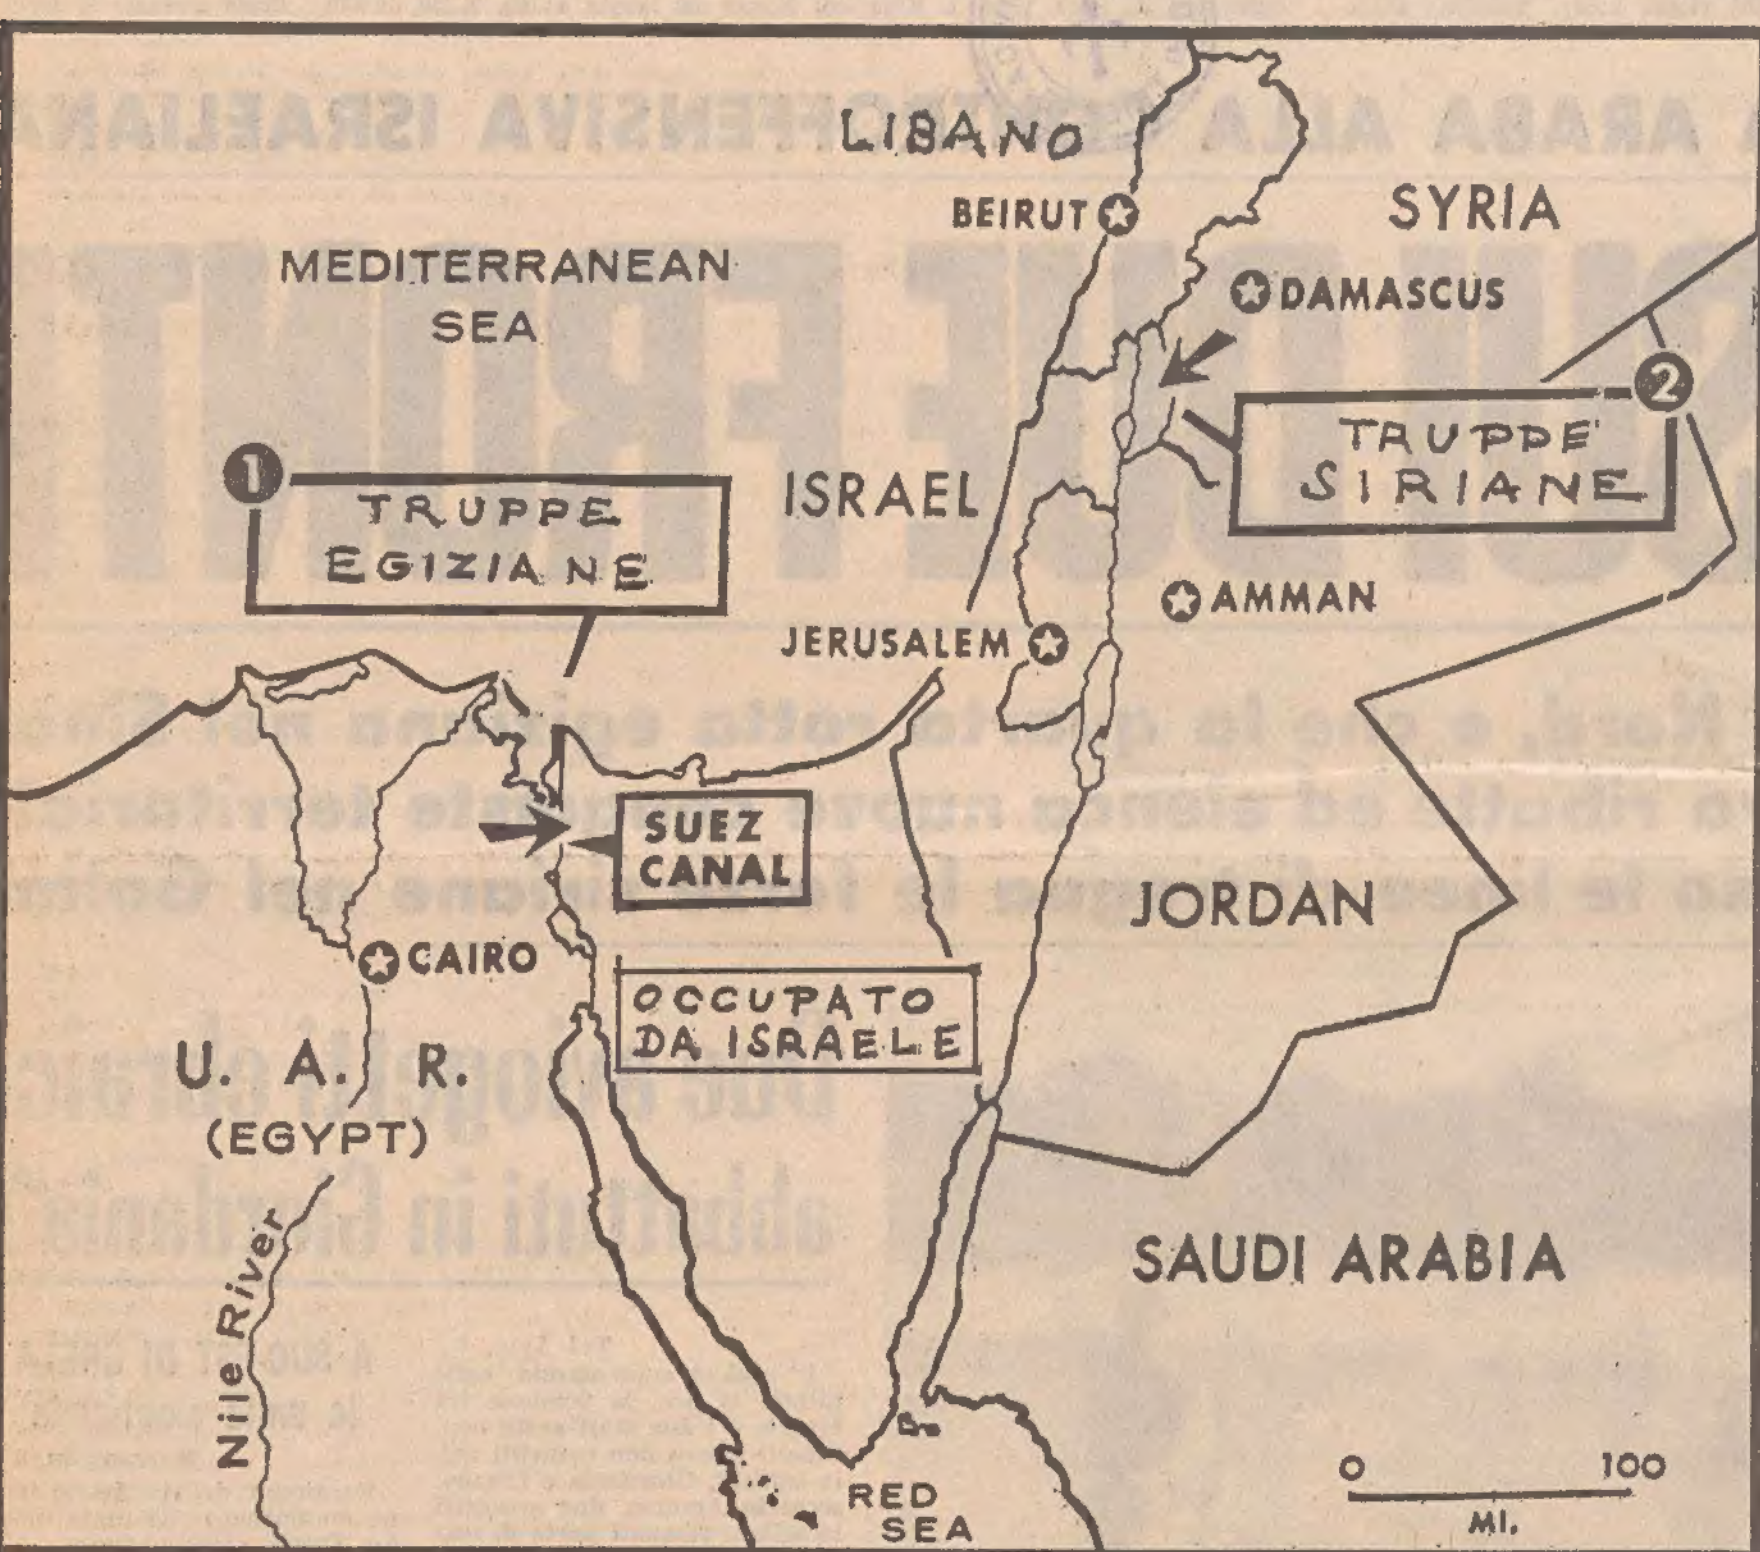 LIBANO
BEIRUT
SYRIA
MEDITERRANEAN
SEA
DAMASCUS
2
TRUPPE
SIRIANE
1
TRUPPE
EGIZIANE
ISRAEL
AMMAN
JERUSALEM
SUEZ
CANAL
JORDAN
CAIRO
OCCUPATO
DA ISRAELE
U. A. R.
(EGYPT)
Nile River
SAUDI ARABIA
RED
SEA
0 100
MI.